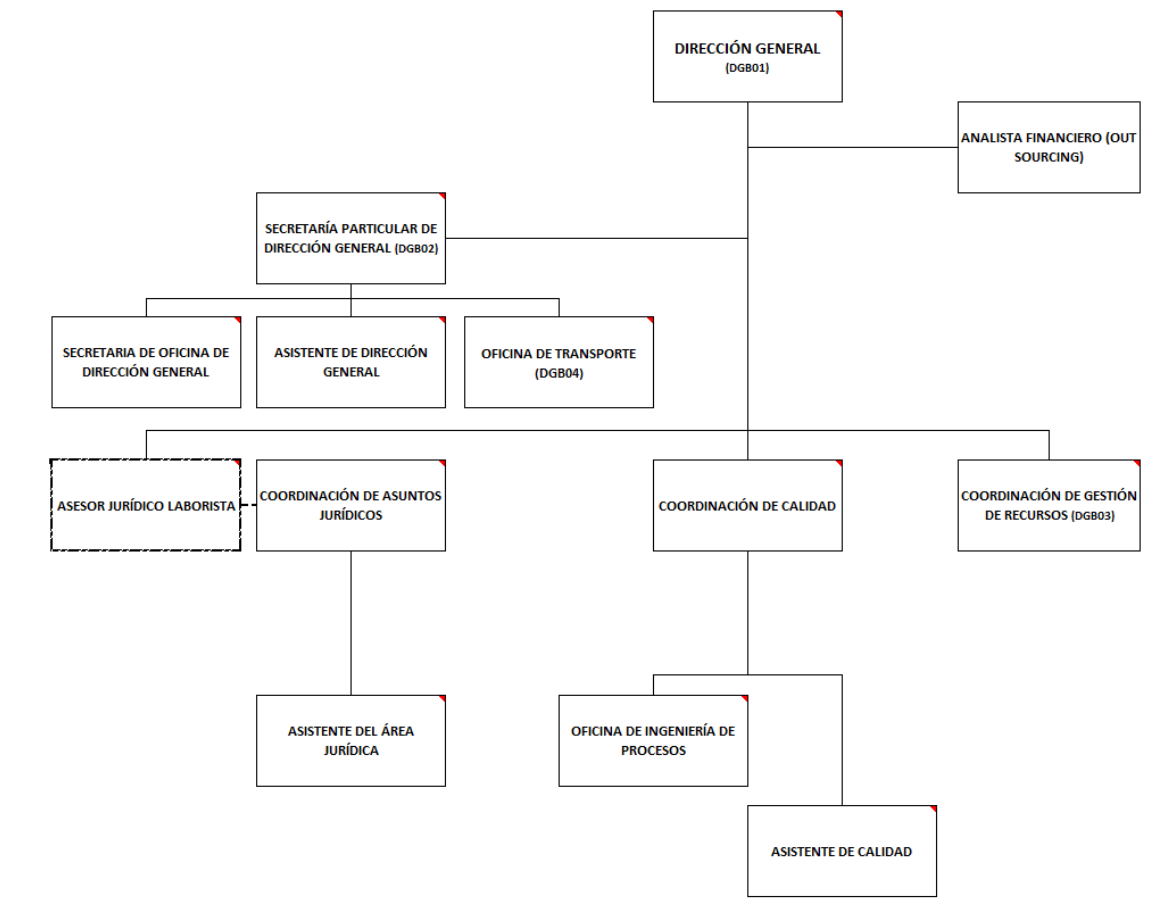 DIRECCIÓN GENERAL
(DGB01)
ANALISTA FINANCIERO (OUT
SOURCING)
SECRETARÍA PARTICULAR DE
DIRECCIÓN GENERAL (DGB02)
SECRETARIA DE OFICINA DE
DIRECCIÓN GENERAL
ASISTENTE DE DIRECCIÓN
GENERAL
OFICINA DE TRANSPORTE
(DGB04)
ASESOR JURÍDICO LABORISTA
COORDINACIÓN DE ASUNTOS
JURÍDICOS
COORDINACIÓN DE CALIDAD
COORDINACIÓN DE GESTIÓN
DE RECURSOS (DGB03)
ASISTENTE DEL ÁREA
JURÍDICA
OFICINA DE INGENIERÍA DE
PROCESOS
ASISTENTE DE CALIDAD